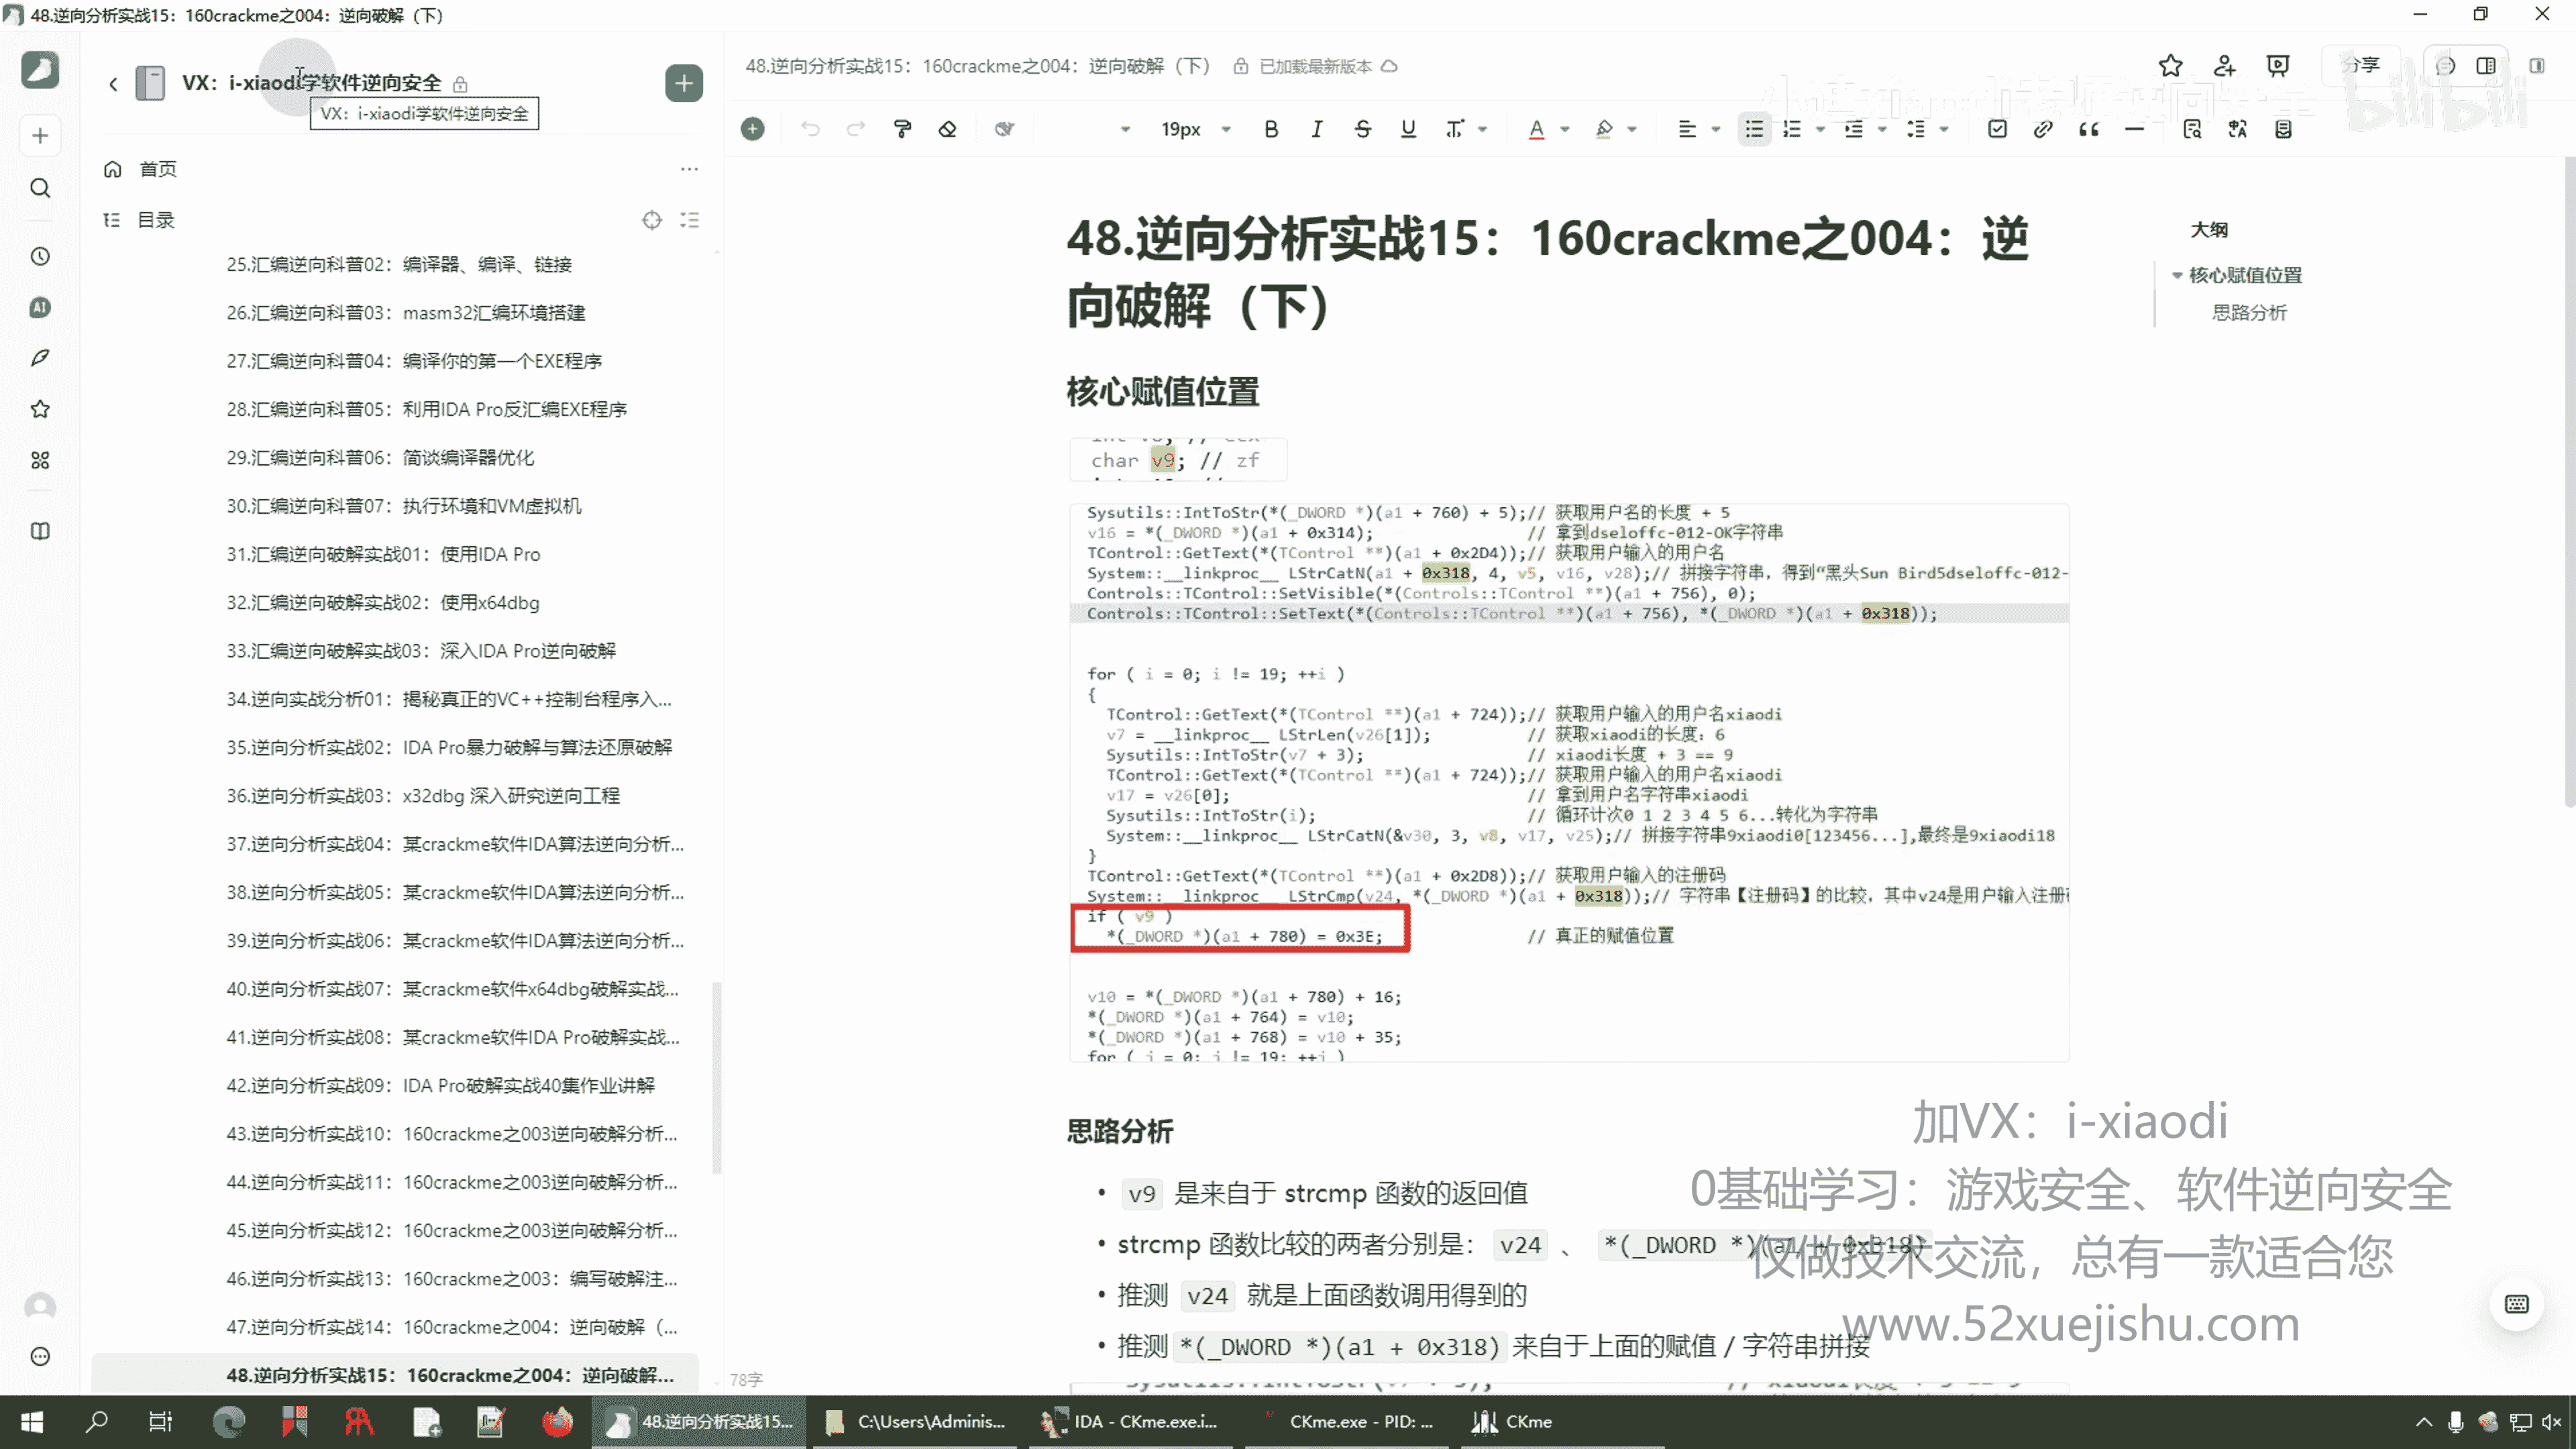 48.逆向分析实战15：160crackme之004：逆向破解（下）
VX：i-xiaodi学软件逆向安全
VX：i-xiaodi学软件逆向安全
首页
目录
25.汇编逆向科普02：编译器、编译、链接
26.汇编逆向科普03：masm32汇编环境搭建
27.汇编逆向科普04：编译你的第一个EXE程序
28.汇编逆向科普05：利用IDA Pro反汇编EXE程序
29.汇编逆向科普06：简谈编译器优化
30.汇编逆向科普07：执行环境和VM虚拟机
31.汇编逆向破解实战01：使用IDA Pro
32.汇编逆向破解实战02：使用x64dbg
33.汇编逆向破解实战03：深入IDA Pro逆向破解
34.逆向实战分析01：揭秘真正的VC++控制台程序入...
35.逆向分析实战02：IDA Pro暴力破解与算法还原破解
36.逆向分析实战03：x32dbg 深入研究逆向工程
37.逆向分析实战04：某crackme软件IDA算法逆向分析...
38.逆向分析实战05：某crackme软件IDA算法逆向分析...
39.逆向分析实战06：某crackme软件IDA算法逆向分析...
40.逆向分析实战07：某crackme软件x64dbg破解实战...
41.逆向分析实战08：某crackme软件IDA Pro破解实战...
42.逆向分析实战09：IDA Pro破解实战40集作业讲解
43.逆向分析实战10：160crackme之003逆向破解分析...
44.逆向分析实战11：160crackme之003逆向破解分析...
45.逆向分析实战12：160crackme之003逆向破解分析...
46.逆向分析实战13：160crackme之003：编写破解注...
47.逆向分析实战14：160crackme之004：逆向破解（...
48.逆向分析实战15：160crackme之004：逆向破解...
48.逆向分析实战15：160crackme之004：逆向破解（下） 已加载最新版本
分享
bilibili
AI
19px
48.逆向分析实战15：160crackme之004：逆
向破解（下）
大纲
核心赋值位置
思路分析
核心赋值位置
char v9; // zf
Sysutils::IntToStr(*(_DWORD *)(a1 + 760) + 5);// 获取用户名的长度 + 5
v16 = *(_DWORD *)(a1 + 0x314); // 拿到dseloffc-012-OK字符串
TControl::GetText(*(TControl **)(a1 + 0x2D4));// 获取用户输入的用户名
System::__linkproc__ LStrCatN(a1 + 0x318, 4, v5, v16, v28);// 拼接字符串，得到“黑头Sun Bird5dseloffc-012-
Controls::TControl::SetVisible(*(Controls::TControl **)(a1 + 756), 0);
Controls::TControl::SetText(*(Controls::TControl **)(a1 + 756), *(_DWORD *)(a1 + 0x318));
for ( i = 0; i != 19; ++i )
{
TControl::GetText(*(TControl **)(a1 + 724));// 获取用户输入的用户名xiaodi
v7 = __linkproc__ LStrLen(v26[1]); // 获取xiaodi的长度：6
Sysutils::IntToStr(v7 + 3); // xiaodi长度 + 3 == 9
TControl::GetText(*(TControl **)(a1 + 724));// 获取用户输入的用户名xiaodi
v17 = v26[0]; // 拿到用户名字符串xiaodi
Sysutils::IntToStr(i); // 循环计次0 1 2 3 4 5 6...转化为字符串
System::__linkproc__ LStrCatN(&v30, 3, v8, v17, v25);// 拼接字符串9xiaodi0[123456...],最终是9xiaodi18
}
TControl::GetText(*(TControl **)(a1 + 0x2D8));// 获取用户输入的注册码
System::__linkproc__ LStrCmp(v24, *(_DWORD *)(a1 + 0x318));// 字符串【注册码】的比较，其中v24是用户输入注册
if ( v9 )
*(_DWORD *)(a1 + 780) = 0x3E; // 真正的赋值位置
v10 = *(_DWORD *)(a1 + 780) + 16;
*(_DWORD *)(a1 + 764) = v10;
*(_DWORD *)(a1 + 768) = v10 + 35;
for ( i = 0; i != 19; ++i )
思路分析
• v9 是来自于 strcmp 函数的返回值
• strcmp 函数比较的两者分别是： v24 、 *(_DWORD *)(a1 + 0x318)
• 推测 v24 就是上面函数调用得到的
• 推测 *(_DWORD *)(a1 + 0x318) 来自于上面的赋值 / 字符串拼接
加VX：i-xiaodi
0基础学习：游戏安全、软件逆向安全
仅做技术交流，总有一款适合您
www.52xuejishu.com
78字
48.逆向分析实战15...
C:\Users\Adminis...
IDA - CKme.exe.i...
CKme.exe - PID: ...
CKme